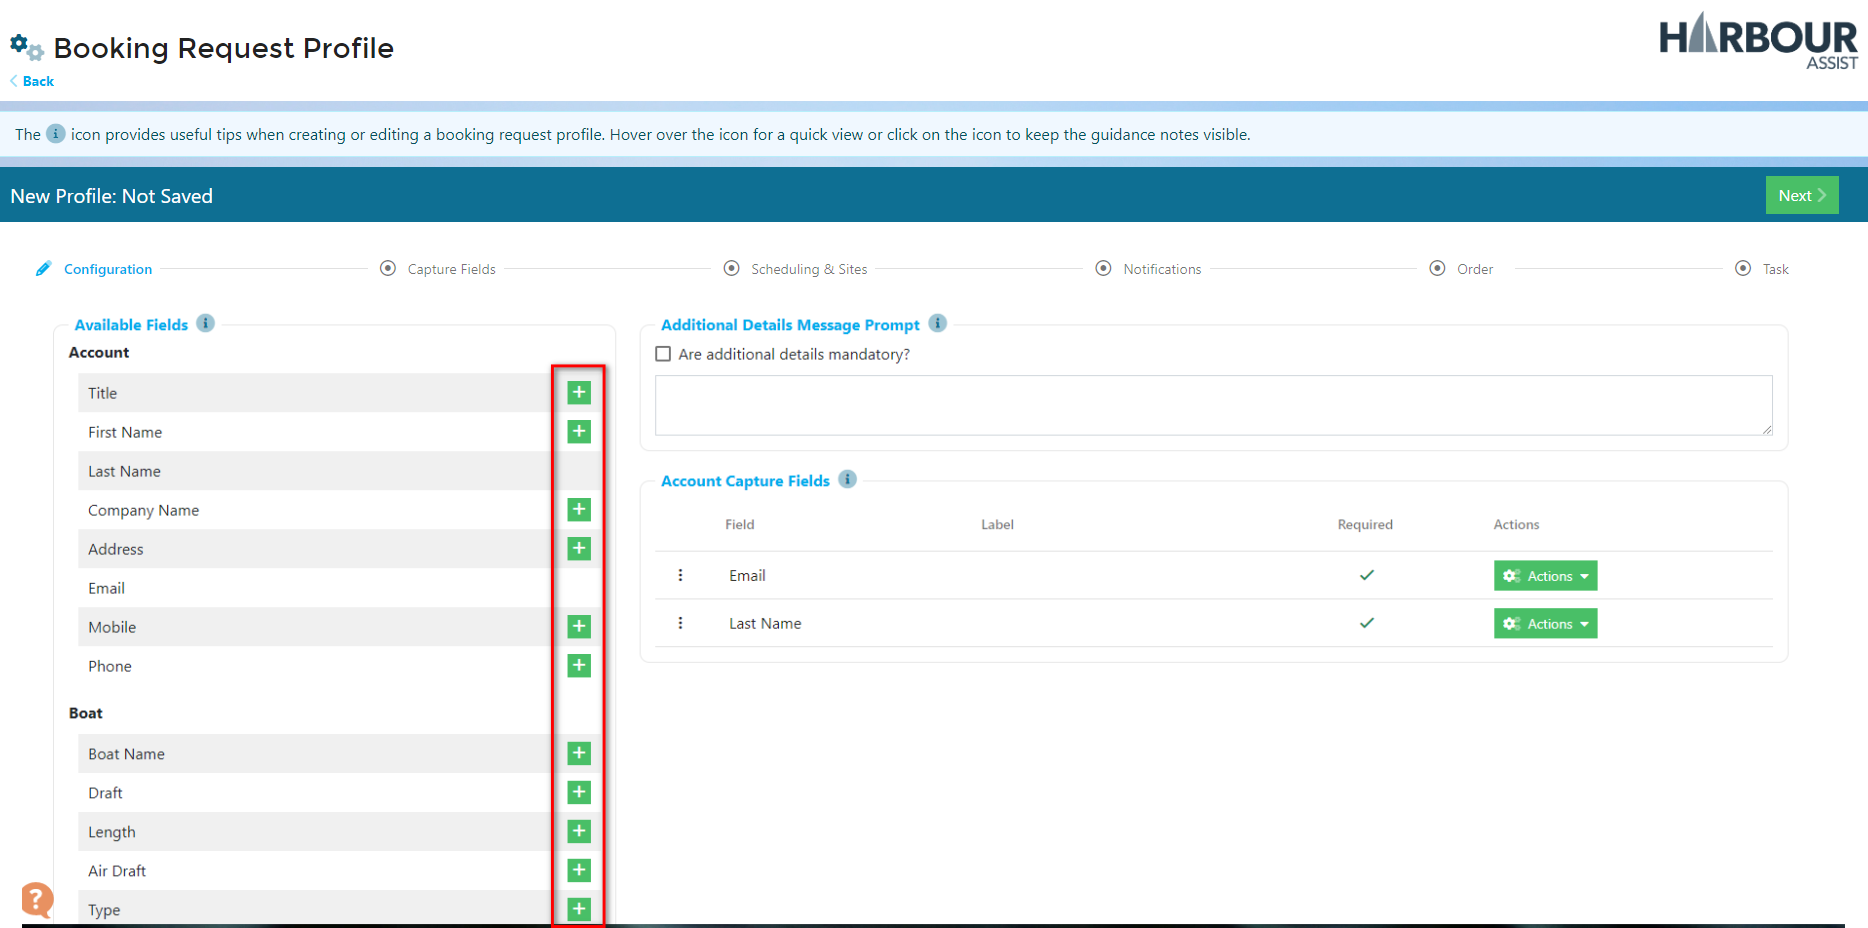 Booking Request Profile
HARBOUR
ASSIST
Back
The i icon provides useful tips when creating or editing a booking request profile. Hover over the icon for a quick view or click on the icon to keep the guidance notes visible.
New Profile: Not Saved
Next
Configuration
Capture Fields
Scheduling & Sites
Notifications
Order
Task
Available Fields i
Account
Title
First Name
Last Name
Company Name
Address
Email
Mobile
Phone
Boat
Boat Name
Draft
Length
Air Draft
Type
Additional Details Message Prompt i
Are additional details mandatory?
Account Capture Fields i
Field Label Required Actions
Email Actions
Last Name Actions
?